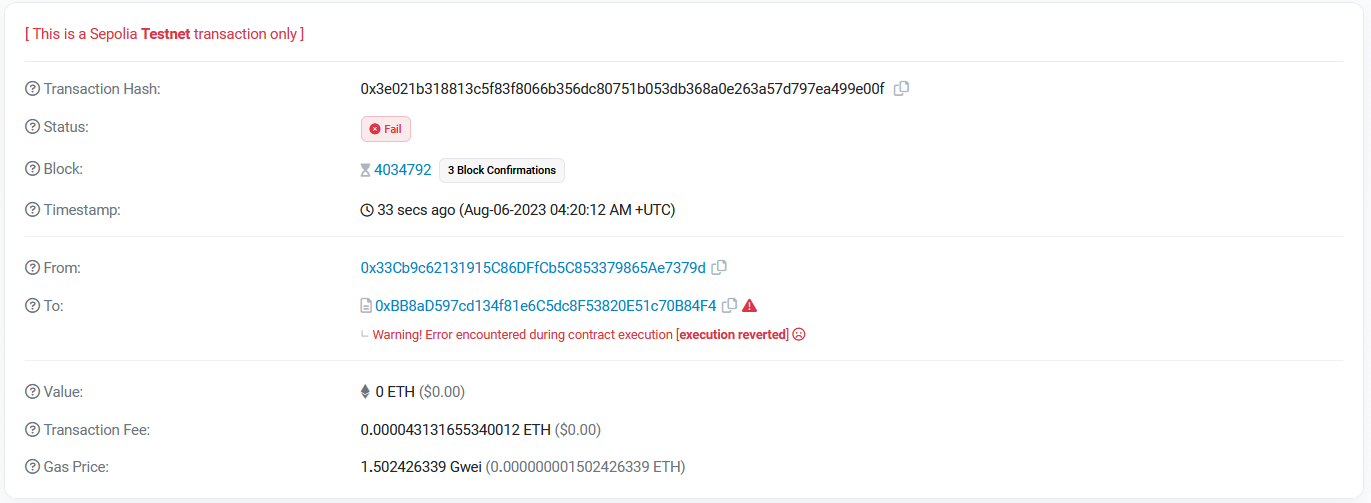 [ This is a Sepolia Testnet transaction only ]
Transaction Hash: 0x3e021b318813c5f83f8066b356dc80751b053db368a0e263a57d797ea499e00f
Status: Fail
Block: 4034792 3 Block Confirmations
Timestamp: 33 secs ago (Aug-06-2023 04:20:12 AM +UTC)
From: 0x33Cb9c62131915C86DFfCb5C853379865Ae7379d
To: 0xBB8aD597cd134f81e6C5dc8F53820E51c70B84F4
Warning! Error encountered during contract execution [execution reverted]
Value: 0 ETH ($0.00)
Transaction Fee: 0.000043131655340012 ETH ($0.00)
Gas Price: 1.502426339 Gwei (0.000000001502426339 ETH)